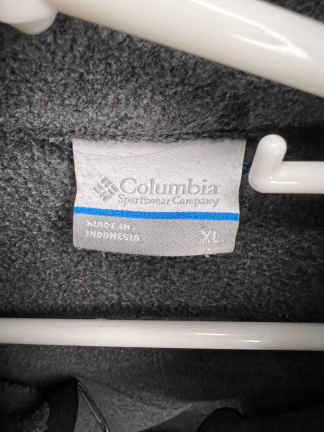 Columbia
Sportswear Company
MADE IN
INDONESIA
XL